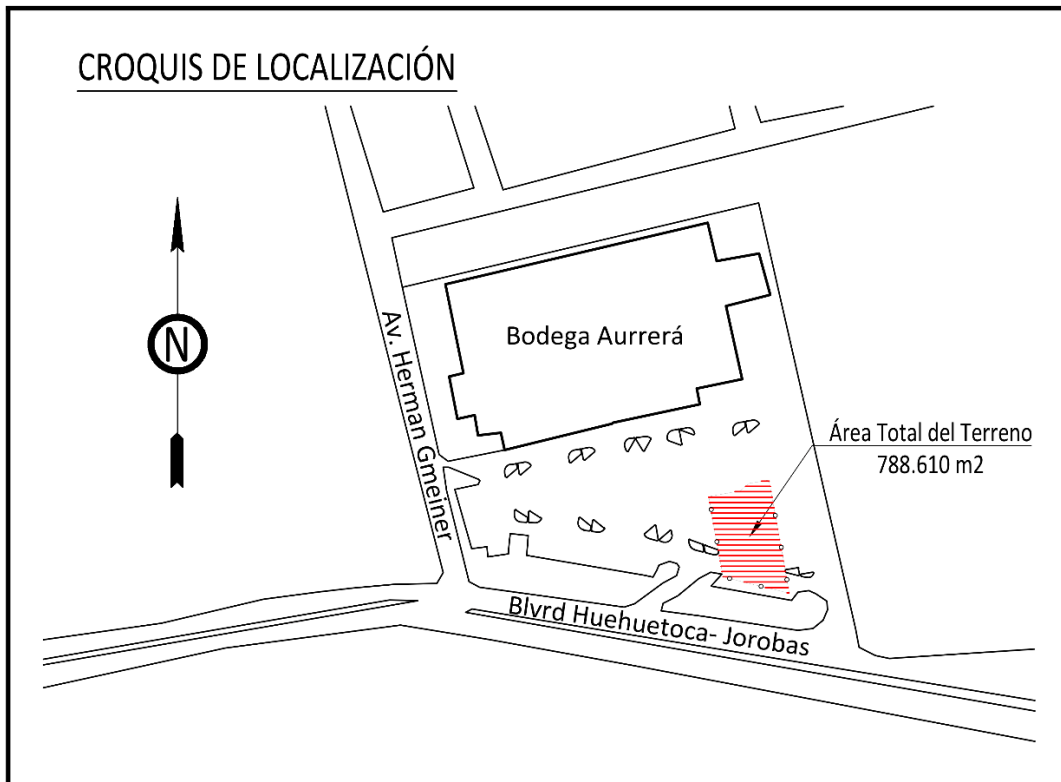 CROQUIS DE LOCALIZACIÓN
N
Bodega Aurrerá
Av. Herman Gmeiner
Área Total del Terreno
788.610 m2
Blvrd Huehuetoca- Jorobas